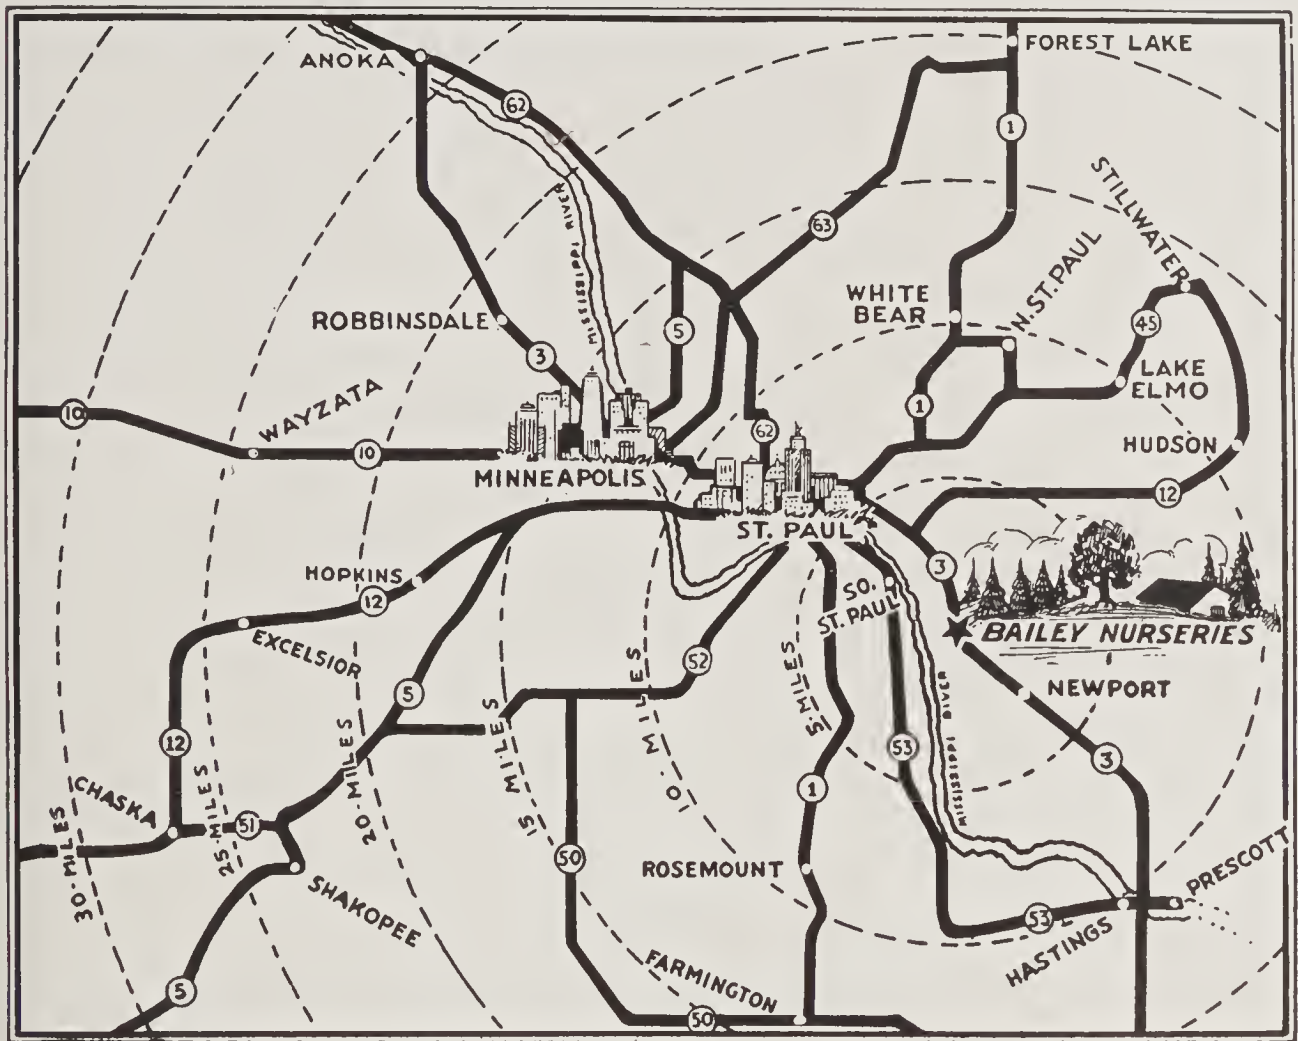 ANOKA
FOREST LAKE
62
1
MISSISSIPPI RIVER
63
STILLWATER
N. ST. PAUL
WHITE
BEAR
ROBBINSDALE
3
5
45
LAKE
ELMO
WAYZATA
10
10
1
62
HUDSON
MINNEAPOLIS
12
ST. PAUL
HOPKINS
12
3
SO.
ST. PAUL
EXCELSIOR
BAILEY NURSERIES
52
5
5 MILES
10 MILES
15 MILES
20 MILES
25 MILES
30 MILES
NEWPORT
MISSISSIPPI RIVER
12
53
3
CHASKA
51
1
50
ROSEMOUNT
SHAKOPEE
PRESCOTT
53
HASTINGS
FARMINGTON
5
50